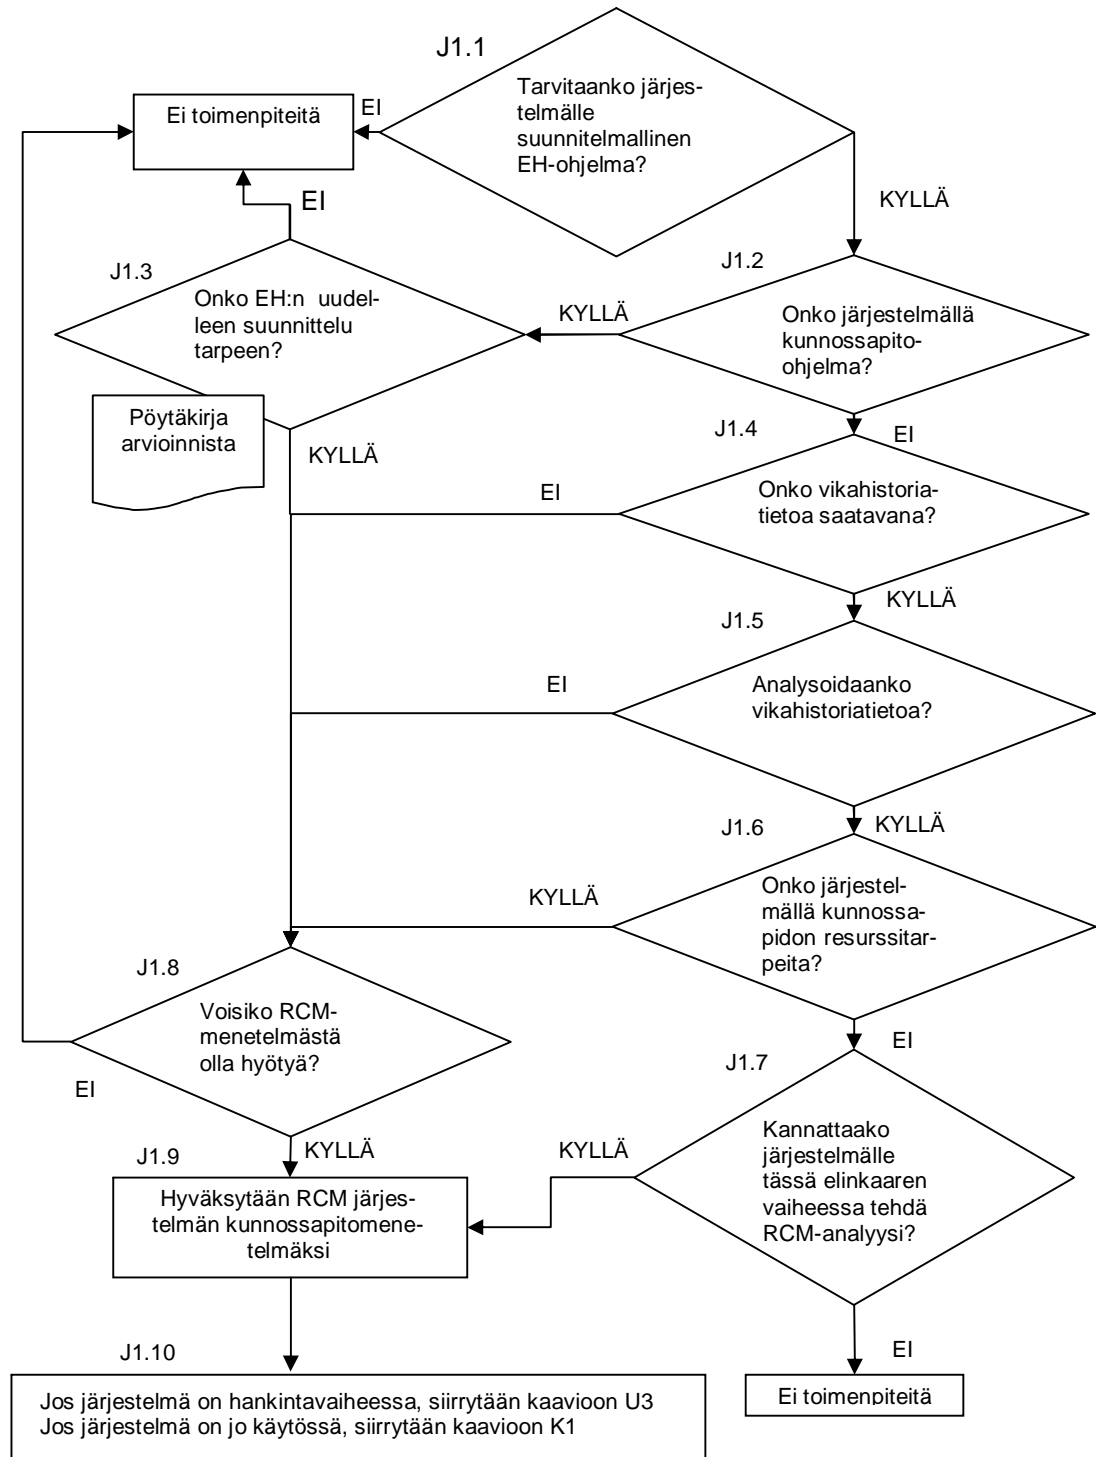 J1.1
Tarvitaanko järjes-
telmälle
suunnitelmallinen
EH-ohjelma?
EI
Ei toimenpiteitä
KYLLÄ
EI
J1.2
Onko järjestelmällä
kunnossapito-
ohjelma?
KYLLÄ
J1.3
Onko EH:n uudel-
leen suunnittelu
tarpeen?
Pöytäkirja
arvioinnista
KYLLÄ
EI
J1.4
Onko vikahistoria-
tietoa saatavana?
EI
KYLLÄ
J1.5
Analysoidaanko
vikahistoriatietoa?
EI
KYLLÄ
J1.6
Onko järjestel-
mällä kunnossa-
pidon resurssitar-
peita?
KYLLÄ
EI
J1.8
Voisiko RCM-
menetelmästä
olla hyötyä?
EI
KYLLÄ
J1.7
Kannattaako
järjestelmälle
tässä elinkaaren
vaiheessa tehdä
RCM-analyysi?
KYLLÄ
J1.9
Hyväksytään RCM järjes-
telmän kunnossapitomene-
telmäksi
EI
Ei toimenpiteitä
J1.10
Jos järjestelmä on hankintavaiheessa, siirrytään kaavioon U3
Jos järjestelmä on jo käytössä, siirrytään kaavioon K1